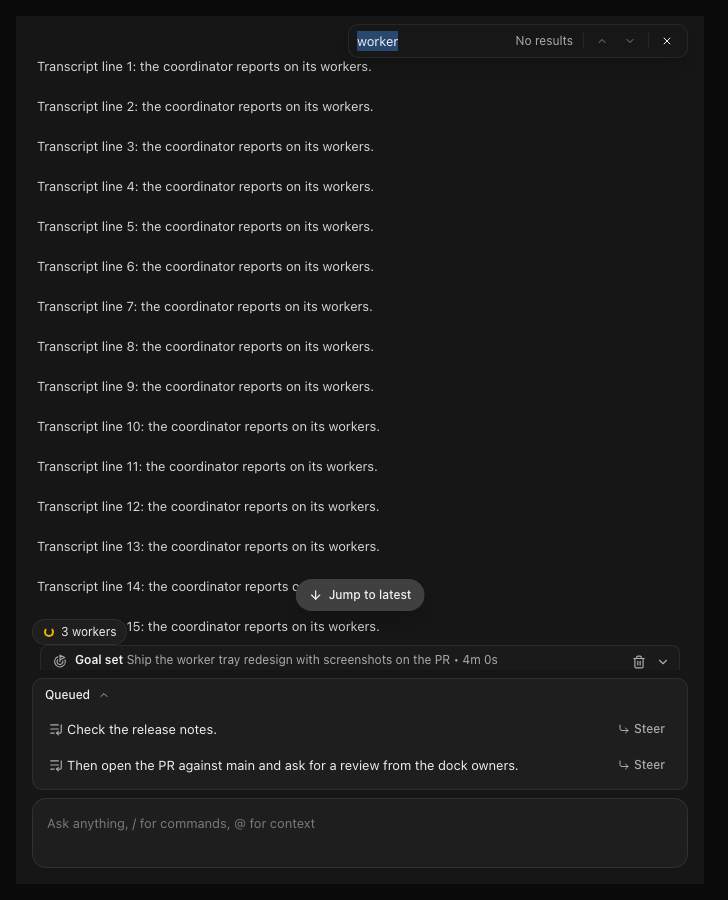 worker
No results
Transcript line 1: the coordinator reports on its workers.
Transcript line 2: the coordinator reports on its workers.
Transcript line 3: the coordinator reports on its workers.
Transcript line 4: the coordinator reports on its workers.
Transcript line 5: the coordinator reports on its workers.
Transcript line 6: the coordinator reports on its workers.
Transcript line 7: the coordinator reports on its workers.
Transcript line 8: the coordinator reports on its workers.
Transcript line 9: the coordinator reports on its workers.
Transcript line 10: the coordinator reports on its workers.
Transcript line 11: the coordinator reports on its workers.
Transcript line 12: the coordinator reports on its workers.
Transcript line 13: the coordinator reports on its workers.
Transcript line 14: the coordinator reports
Jump to latest
3 workers
15: the coordinator reports on its workers.
Goal set Ship the worker tray redesign with screenshots on the PR • 4m 0s
Queued
Check the release notes.
Steer
Then open the PR against main and ask for a review from the dock owners.
Steer
Ask anything, / for commands, @ for context